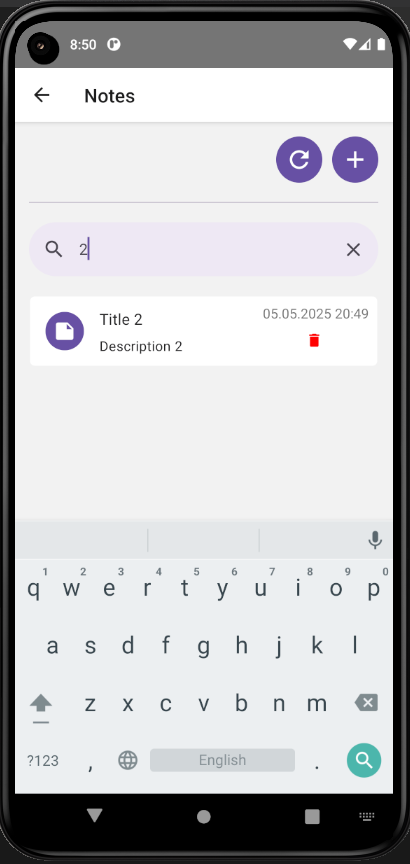 8:50
Notes
2
Title 2
05.05.2025 20:49
Description 2
1 2 3 4 5 6 7 8 9 0
q w e r t y u i o p
a s d f g h j k l
z x c v b n m
?123 , English .